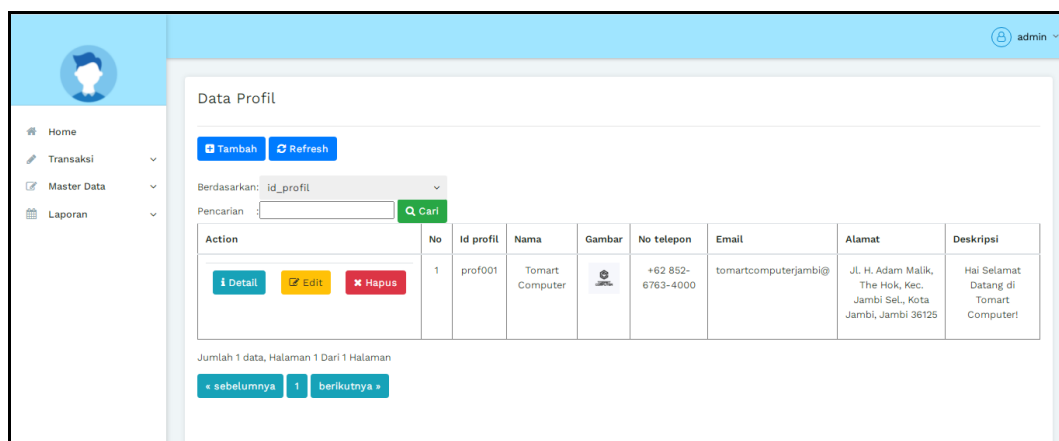 admin
Data Profil
Home
Transaksi
Master Data
Laporan
Tambah Refresh
Berdasarkan: id_profil
Pencarian : Cari
Action No Id profil Nama Gambar No telepon Email Alamat Deskripsi
Detail Edit Hapus 1 prof001 Tomart +62 852- tomartcomputerjambi@ Jl. H. Adam Malik, Hai Selamat
Computer 6763-4000 The Hok, Kec. Datang di
Jambi Sel., Kota Tomart
Jambi, Jambi 36125 Computer!
Jumlah 1 data, Halaman 1 Dari 1 Halaman
« sebelumnya 1 berikutnya »